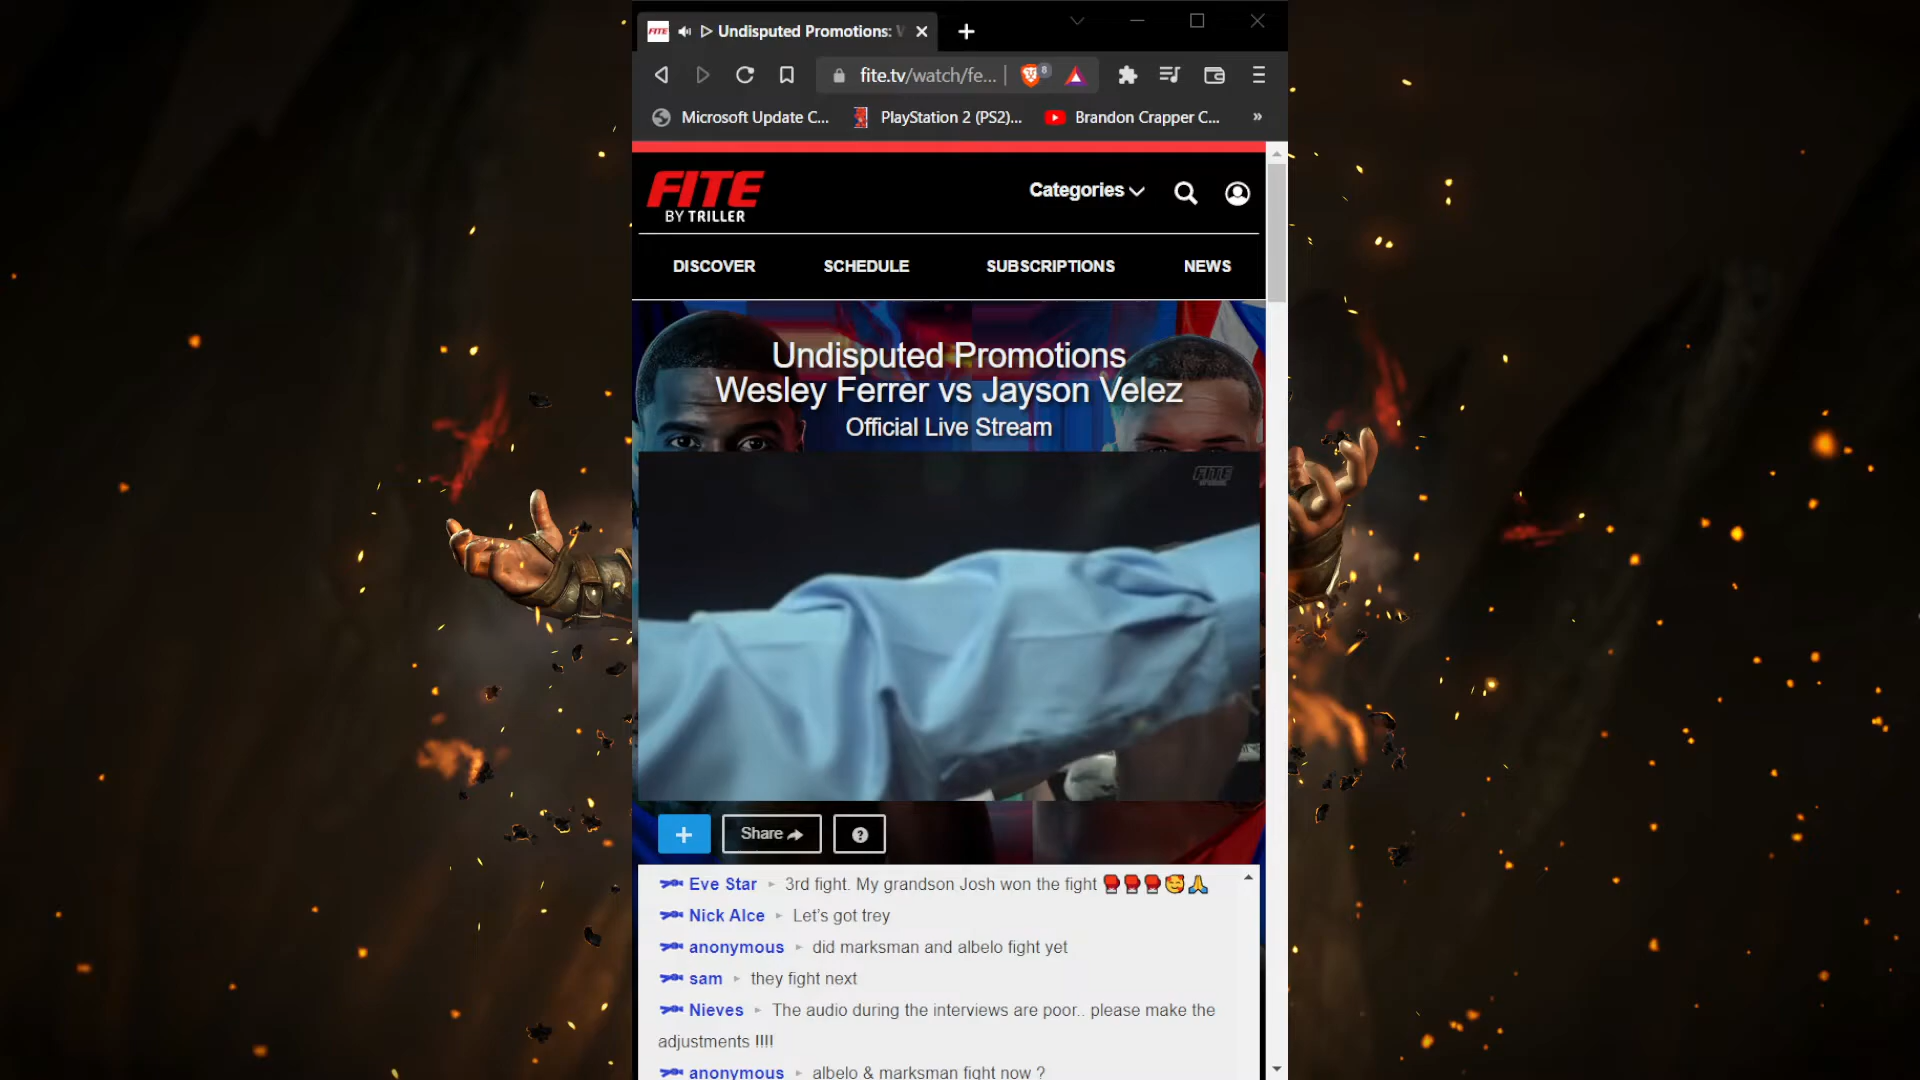 Undisputed Promotions:
fite.tv/watch/fe...
8
Microsoft Update C...
PlayStation 2 (PS2)...
Brandon Crapper C...
»
FITE
BY TRILLER
Categories
DISCOVER
SCHEDULE
SUBSCRIPTIONS
NEWS
Undisputed Promotions
Wesley Ferrer vs Jayson Velez
Official Live Stream
FITE
+
Share
?
Eve Star ▸ 3rd fight. My grandson Josh won the fight 🥊🥊🥊🥰🙏
Nick Alce ▸ Let's got trey
anonymous ▸ did marksman and albelo fight yet
sam ▸ they fight next
Nieves ▸ The audio during the interviews are poor.. please make the
adjustments !!!!
anonymous ▸ albelo & marksman fight now ?